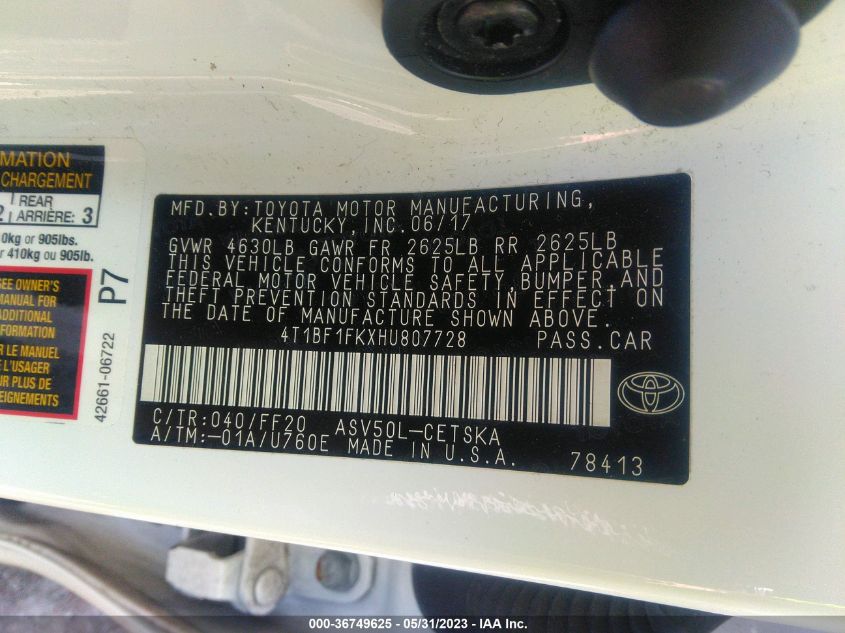 MATION
CHARGEMENT
2 REAR
ARRIÈRE: 3
0kg or 905lbs.
r 410kg ou 905lb.
SEE OWNER'S
MANUAL FOR
ADDITIONAL
FORMATION
R LE MANUEL
L'USAGER
UR PLUS DE
EIGNEMENTS
P7
42661-06722
MFD.BY:TOYOTA MOTOR MANUFACTURING,
KENTUCKY, INC.06/17
GVWR 4630LB GAWR FR 2625LB RR 2625LB
THIS VEHICLE CONFORMS TO ALL APPLICABLE
FEDERAL MOTOR VEHICLE SAFETY,BUMPER,AND
THEFT PREVENTION STANDARDS IN EFFECT ON
THE DATE OF MANUFACTURE SHOWN ABOVE.
4T1BF1FKXHU807728 PASS.CAR
C/TR:040/FF20 ASV50L-CETSKA
A/TM:-01A/U760E MADE IN U.S.A. 78413
000-36749625 - 05/31/2023 - IAA Inc.